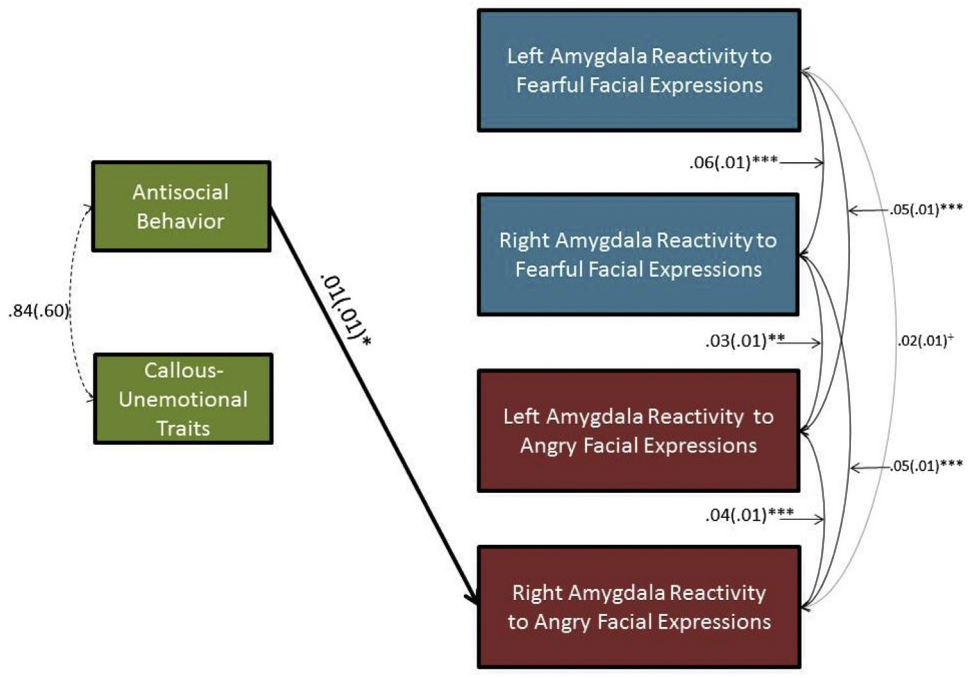 Left Amygdala Reactivity to
Fearful Facial Expressions
.06(.01)***
Antisocial
Behavior
.05(.01)***
Right Amygdala Reactivity to
Fearful Facial Expressions
.01(.01)*
.84(.60)
.03(.01)**
.02(.01)+
Callous-
Unemotional
Traits
Left Amygdala Reactivity to
Angry Facial Expressions
.05(.01)***
.04(.01)***
Right Amygdala Reactivity
to Angry Facial Expressions